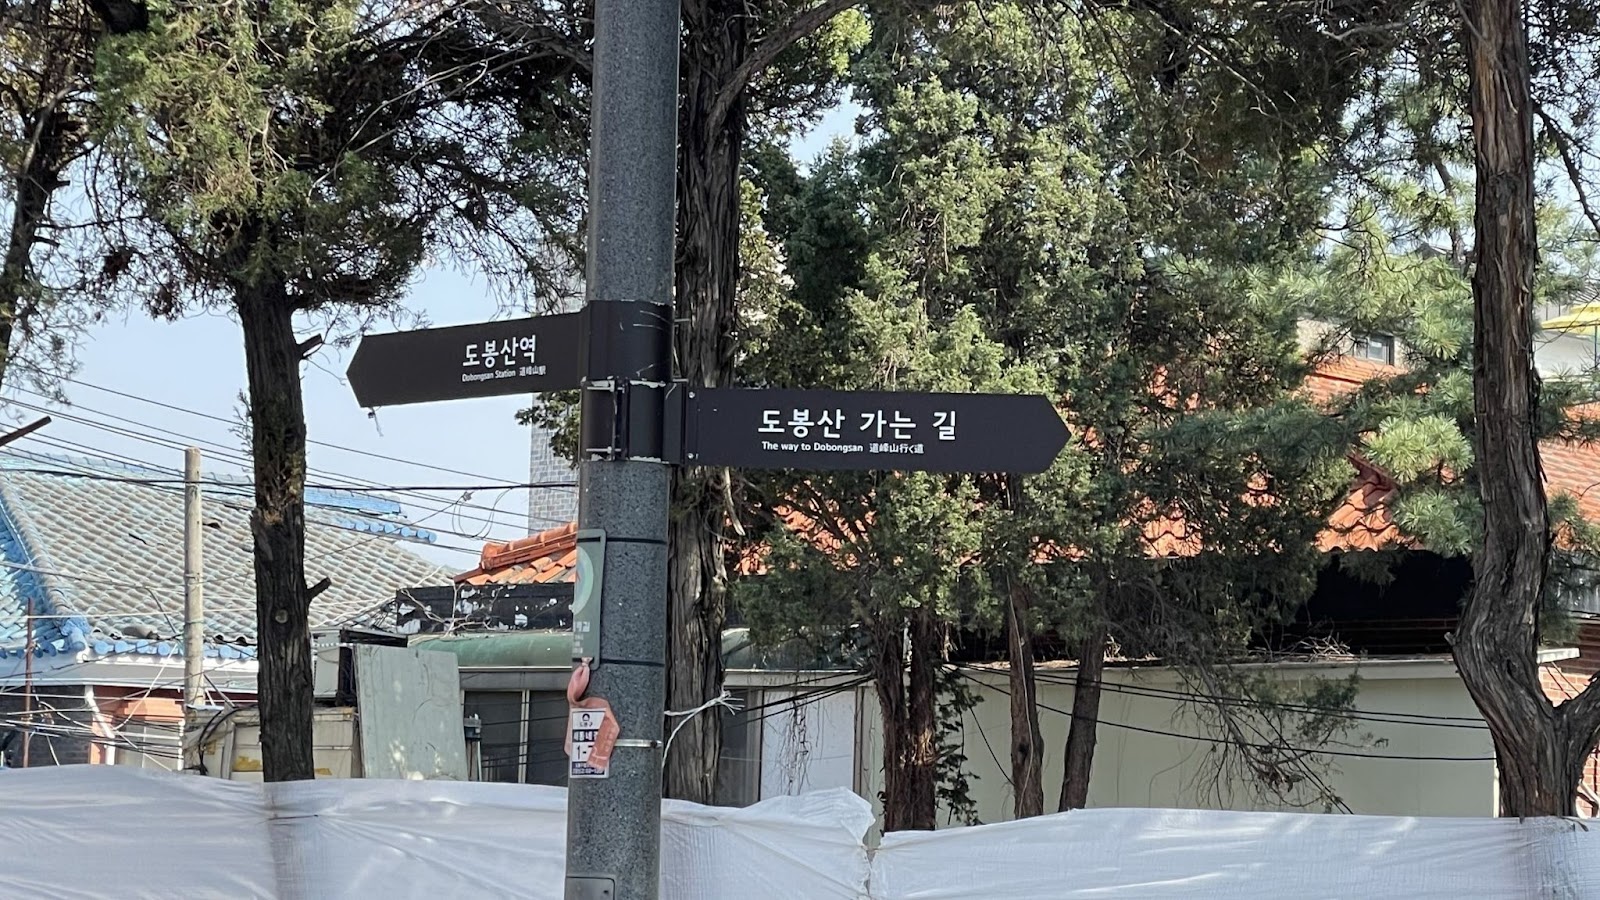 도봉산역
Dobongsan Station 道峰山駅
도봉산 가는 길
The way to Dobongsan 道峰山行く道